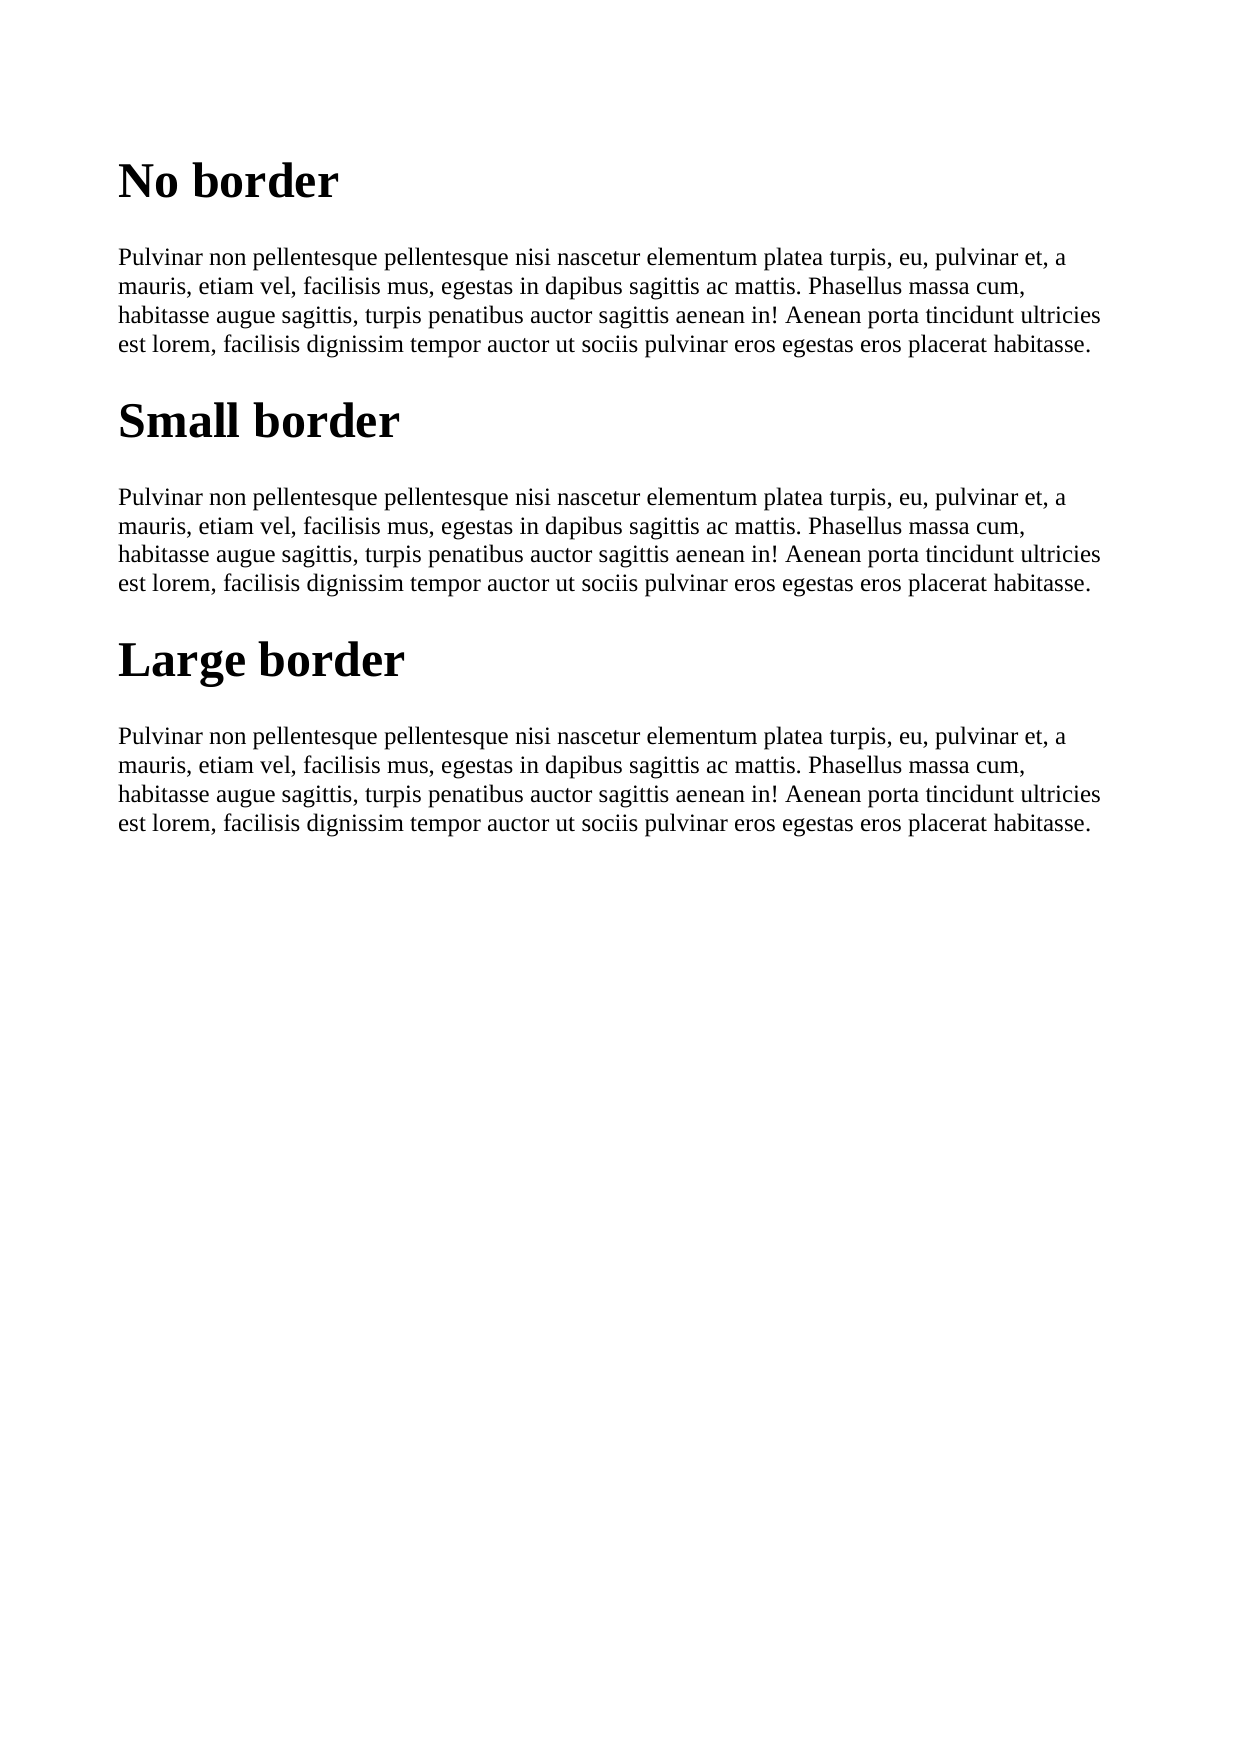 No border
Pulvinar non pellentesque pellentesque nisi nascetur elementum platea turpis, eu, pulvinar et, a
mauris, etiam vel, facilisis mus, egestas in dapibus sagittis ac mattis. Phasellus massa cum,
habitasse augue sagittis, turpis penatibus auctor sagittis aenean in! Aenean porta tincidunt ultricies
est lorem, facilisis dignissim tempor auctor ut sociis pulvinar eros egestas eros placerat habitasse.
Small border
Pulvinar non pellentesque pellentesque nisi nascetur elementum platea turpis, eu, pulvinar et, a
mauris, etiam vel, facilisis mus, egestas in dapibus sagittis ac mattis. Phasellus massa cum,
habitasse augue sagittis, turpis penatibus auctor sagittis aenean in! Aenean porta tincidunt ultricies
est lorem, facilisis dignissim tempor auctor ut sociis pulvinar eros egestas eros placerat habitasse.
Large border
Pulvinar non pellentesque pellentesque nisi nascetur elementum platea turpis, eu, pulvinar et, a
mauris, etiam vel, facilisis mus, egestas in dapibus sagittis ac mattis. Phasellus massa cum,
habitasse augue sagittis, turpis penatibus auctor sagittis aenean in! Aenean porta tincidunt ultricies
est lorem, facilisis dignissim tempor auctor ut sociis pulvinar eros egestas eros placerat habitasse.